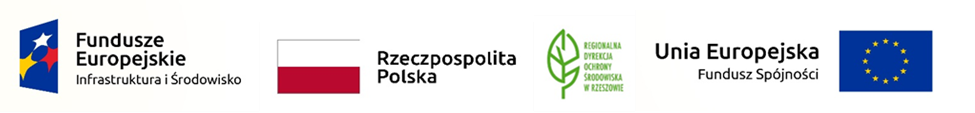 Fundusze
Europejskie
Infrastruktura i Środowisko
Rzeczpospolita
Polska
REGIONALNA
DYREKCJA
OCHRONY
ŚRODOWISKA
W RZESZOWIE
Unia Europejska
Fundusz Spójności